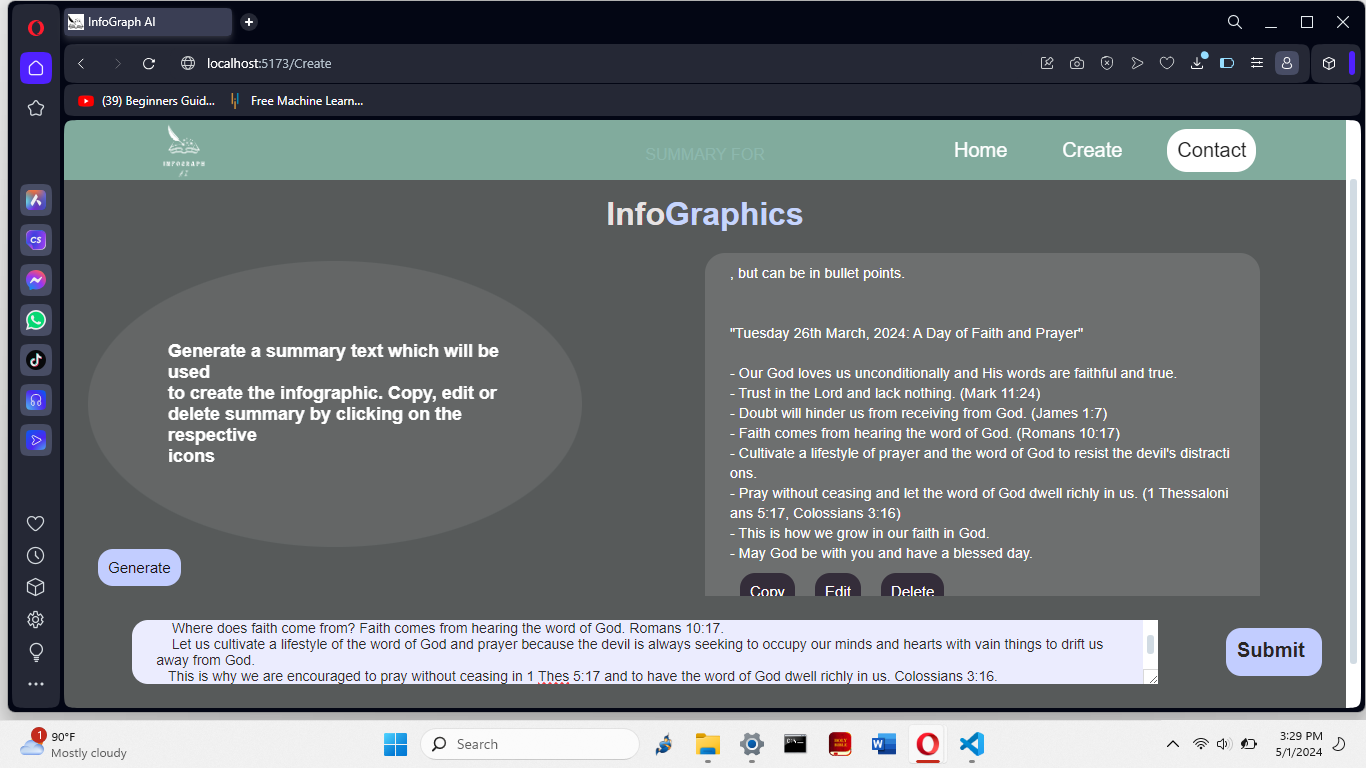 InfoGraph AI
localhost:5173/Create
(39) Beginners Guid...
Free Machine Learn...
INFOGRAPH
SUMMARY FOR
Home
Create
Contact
InfoGraphics
Generate a summary text which will be
used
to create the infographic. Copy, edit or
delete summary by clicking on the
respective
icons
Generate
, but can be in bullet points.
"Tuesday 26th March, 2024: A Day of Faith and Prayer"
- Our God loves us unconditionally and His words are faithful and true.
- Trust in the Lord and lack nothing. (Mark 11:24)
- Doubt will hinder us from receiving from God. (James 1:7)
- Faith comes from hearing the word of God. (Romans 10:17)
- Cultivate a lifestyle of prayer and the word of God to resist the devil's distracti
ons.
- Pray without ceasing and let the word of God dwell richly in us. (1 Thessaloni
ans 5:17, Colossians 3:16)
- This is how we grow in our faith in God.
- May God be with you and have a blessed day.
Copy
Edit
Delete
Where does faith come from? Faith comes from hearing the word of God. Romans 10:17.
Let us cultivate a lifestyle of the word of God and prayer because the devil is always seeking to occupy our minds and hearts with vain things to drift us
away from God.
This is why we are encouraged to pray without ceasing in 1 Thes 5:17 and to have the word of God dwell richly in us. Colossians 3:16.
Submit
CS
1
90°F
Mostly cloudy
Search
HOLY BIBLE
3:29 PM
5/1/2024